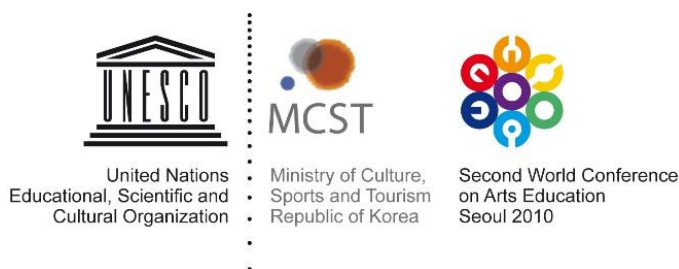 UNESCO
United Nations
Educational, Scientific and
Cultural Organization
MCST
Ministry of Culture,
Sports and Tourism
Republic of Korea
Second World Conference
on Arts Education
Seoul 2010